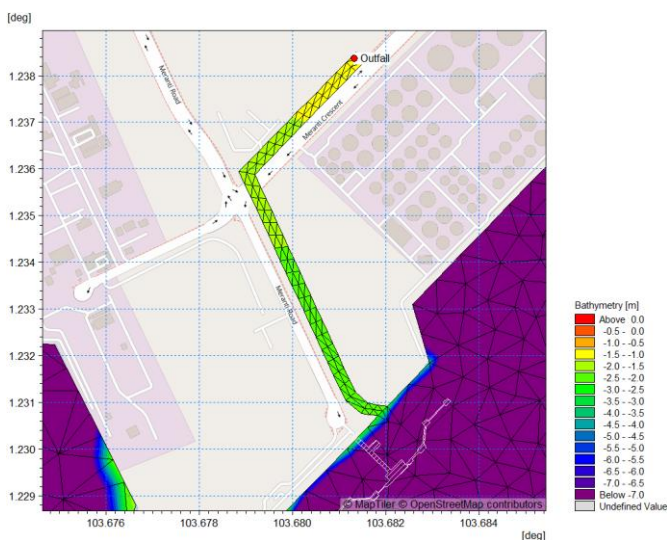 [deg]
1.238
1.237
1.236
1.235
1.234
1.233
1.232
1.231
1.230
1.229
Outfall
Meranti Road
Meranti Crescent
Meranti Road
© MapTiler © OpenStreetMap contributors
103.676
103.678
103.680
103.682
103.684
[deg]
Bathymetry [m]
Above 0.0
-0.5 - 0.0
-1.0 - -0.5
-1.5 - -1.0
-2.0 - -1.5
-2.5 - -2.0
-3.0 - -2.5
-3.5 - -3.0
-4.0 - -3.5
-4.5 - -4.0
-5.0 - -4.5
-5.5 - -5.0
-6.0 - -5.5
-6.5 - -6.0
-7.0 - -6.5
Below -7.0
Undefined Value